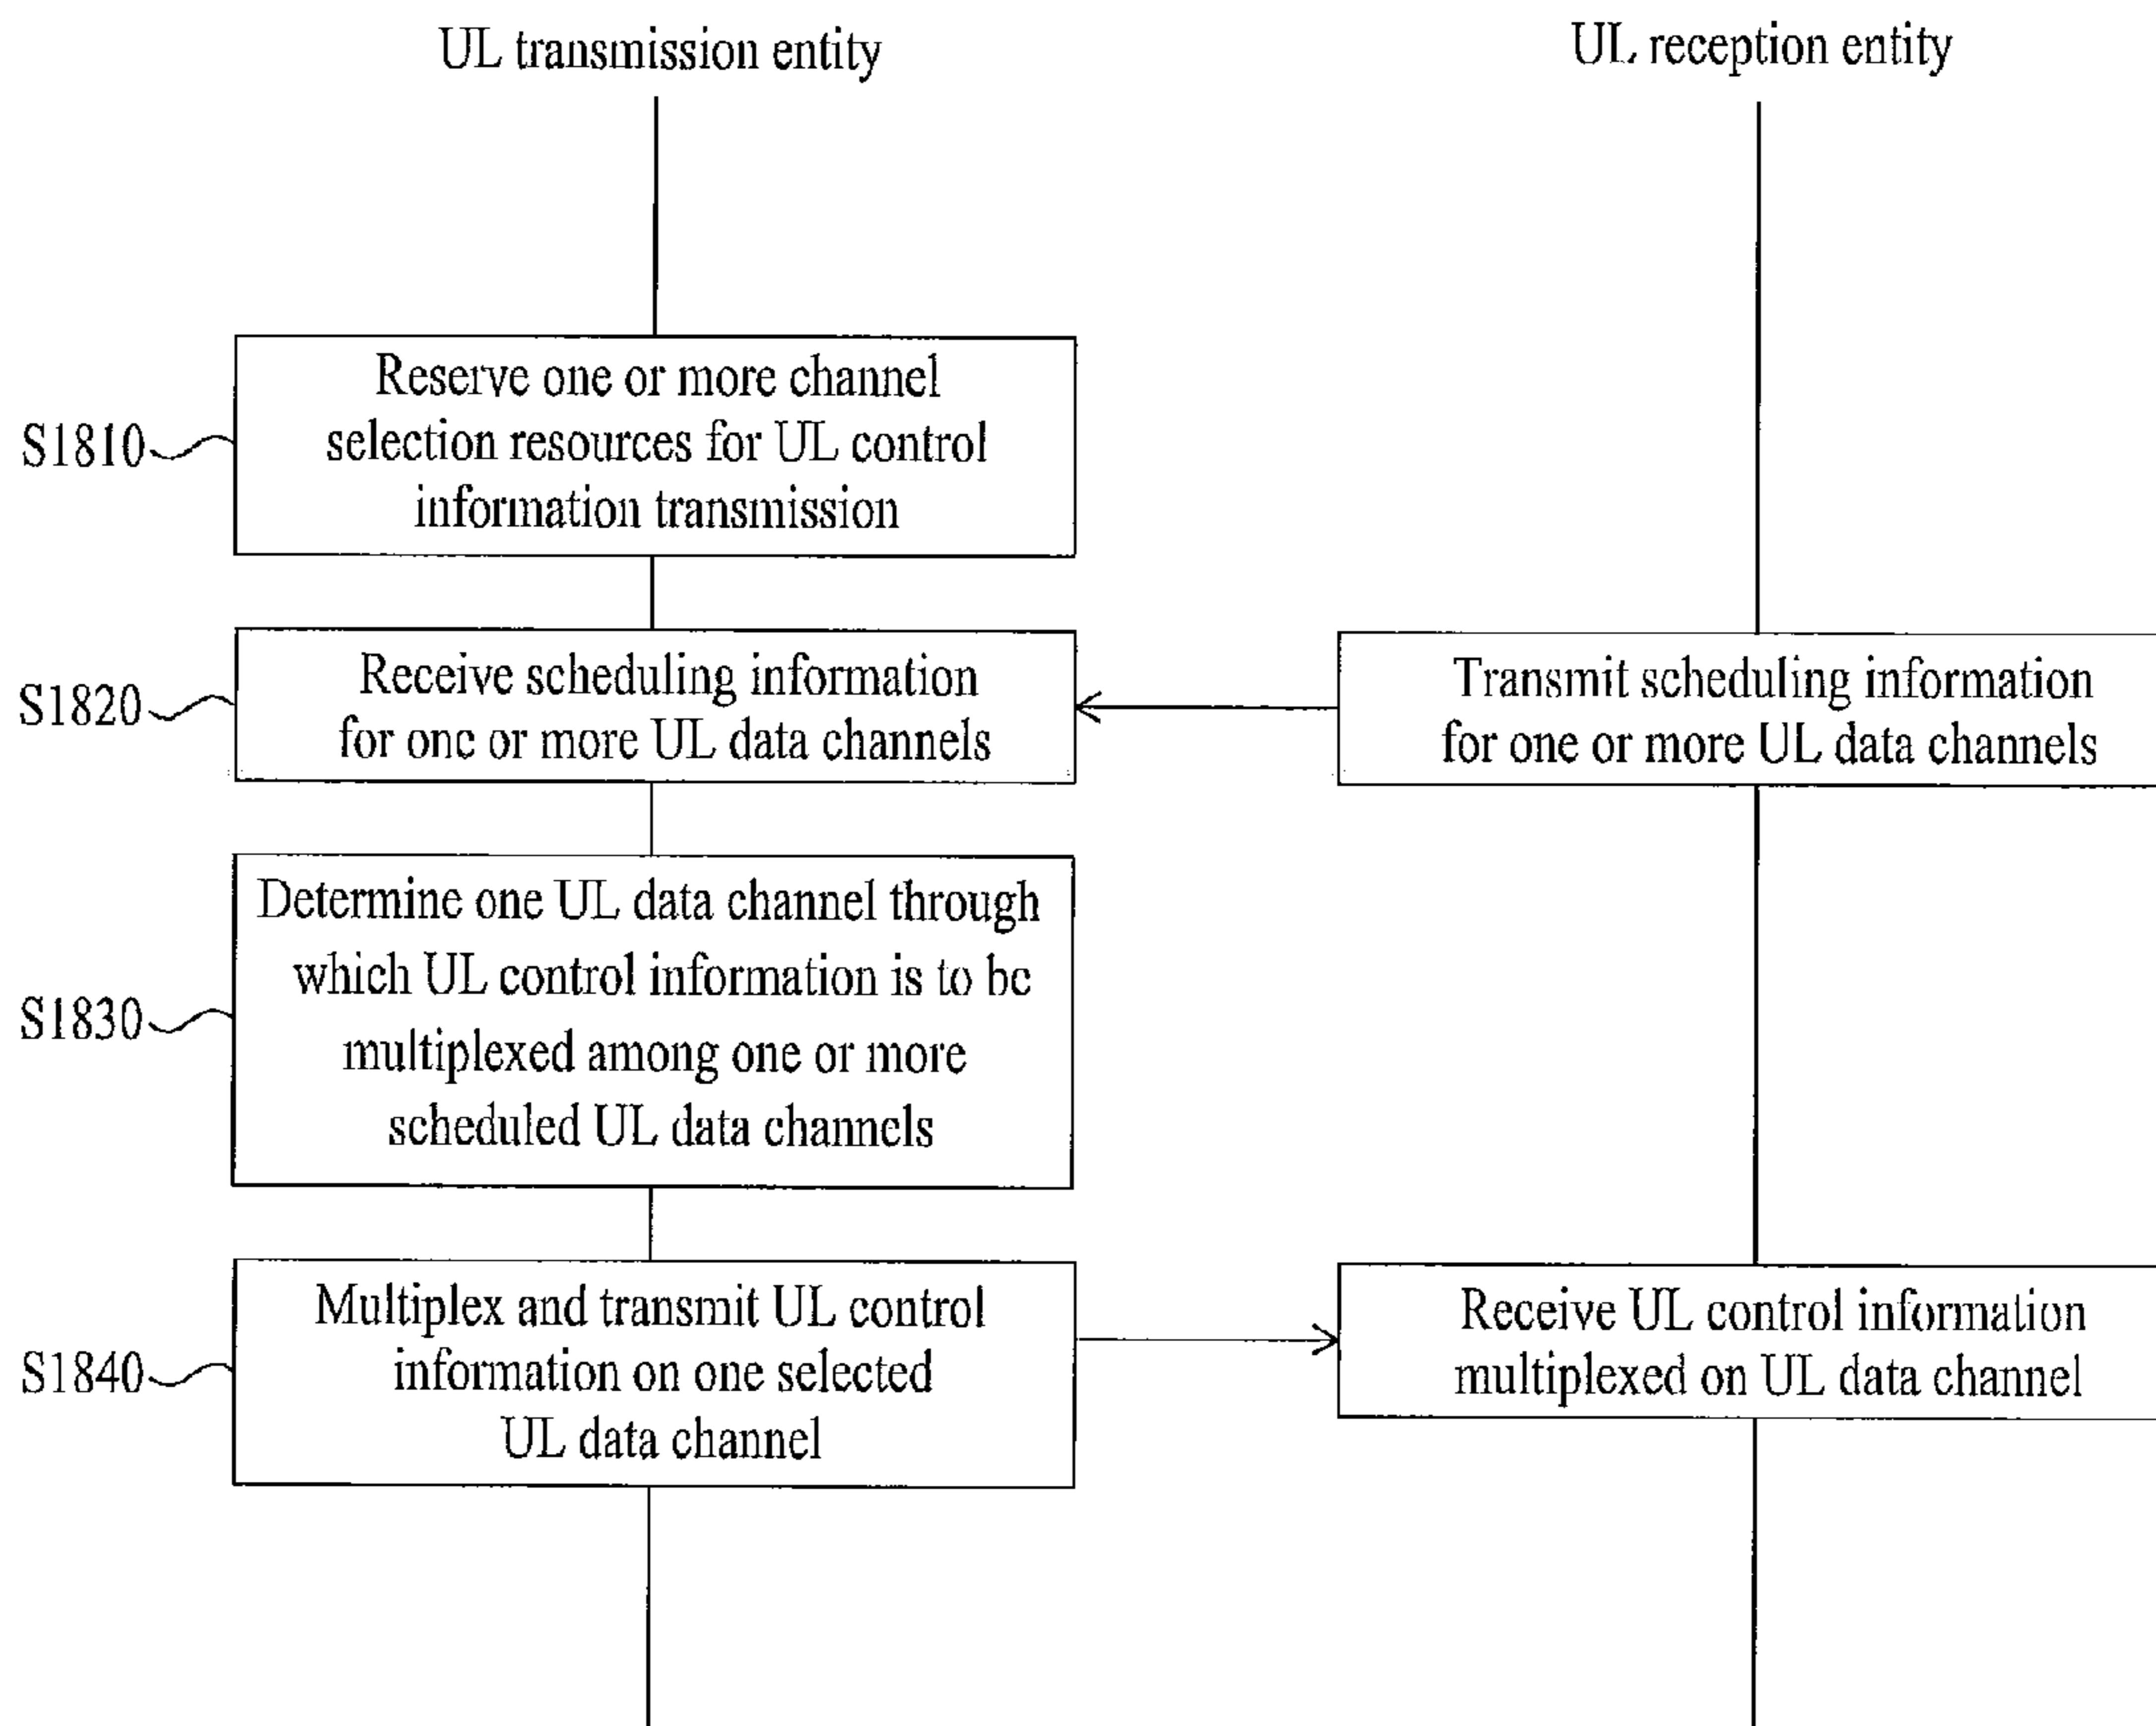 UL transmission entity
UL reception entity
S1810
Reserve one or more channel
selection resources for UL control
information transmission
S1820
Receive scheduling information
for one or more UL data channels
Transmit scheduling information
for one or more UL data channels
S1830
Determine one UL data channel through
which UL control information is to be
multiplexed among one or more
scheduled UL data channels
S1840
Multiplex and transmit UL control
information on one selected
UL data channel
Receive UL control information
multiplexed on UL data channel